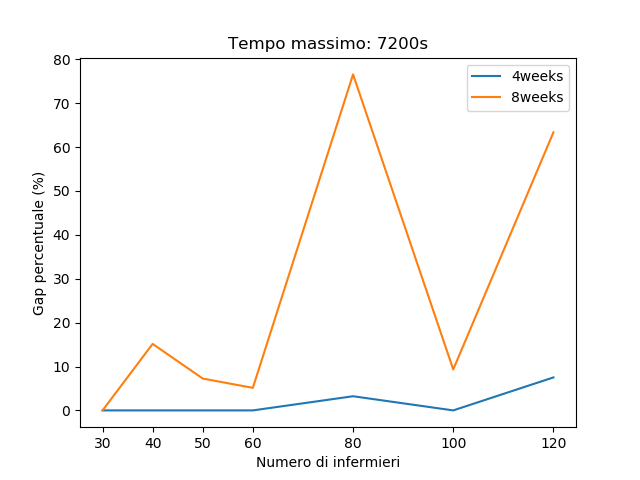 Tempo massimo: 7200s
4weeks
8weeks
80
70
60
50
40
30
20
10
0
Gap percentuale (%)
30 40 50 60 80 100 120
Numero di infermieri